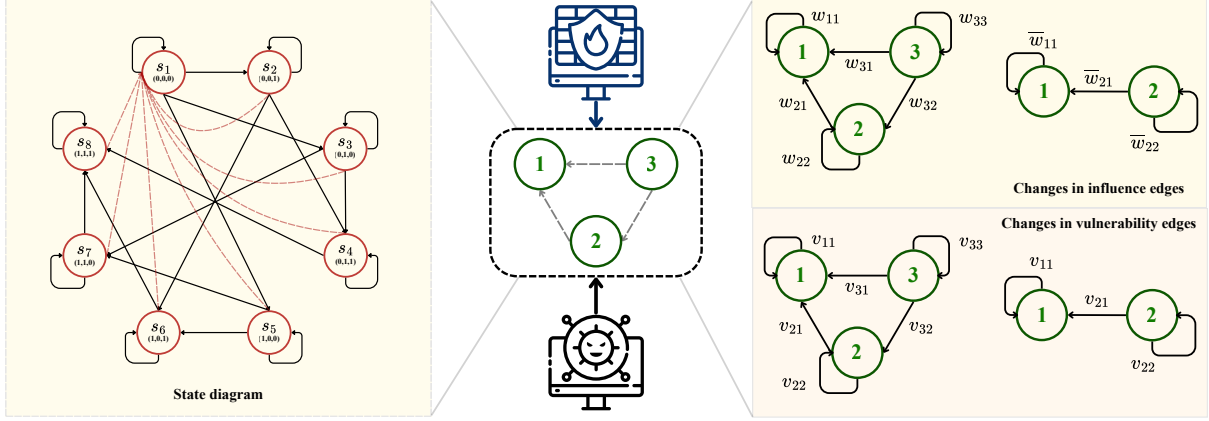 s₁
(0,0,0)
s₂
(0,0,1)
s₃
(0,1,0)
s₄
(0,1,1)
s₅
(1,0,0)
s₆
(1,0,1)
s₇
(1,1,0)
s₈
(1,1,1)
State diagram
1
3
2
w₁₁
w₃₃
1
3
w₃₁
w₂₁
w₃₂
2
w₂₂
w̅₁₁
1
w̅₂₁
2
w̅₂₂
Changes in influence edges
Changes in vulnerability edges
v₁₁
v₃₃
1
3
v₃₁
v₂₁
v₃₂
2
v₂₂
v₁₁
1
v₂₁
2
v₂₂